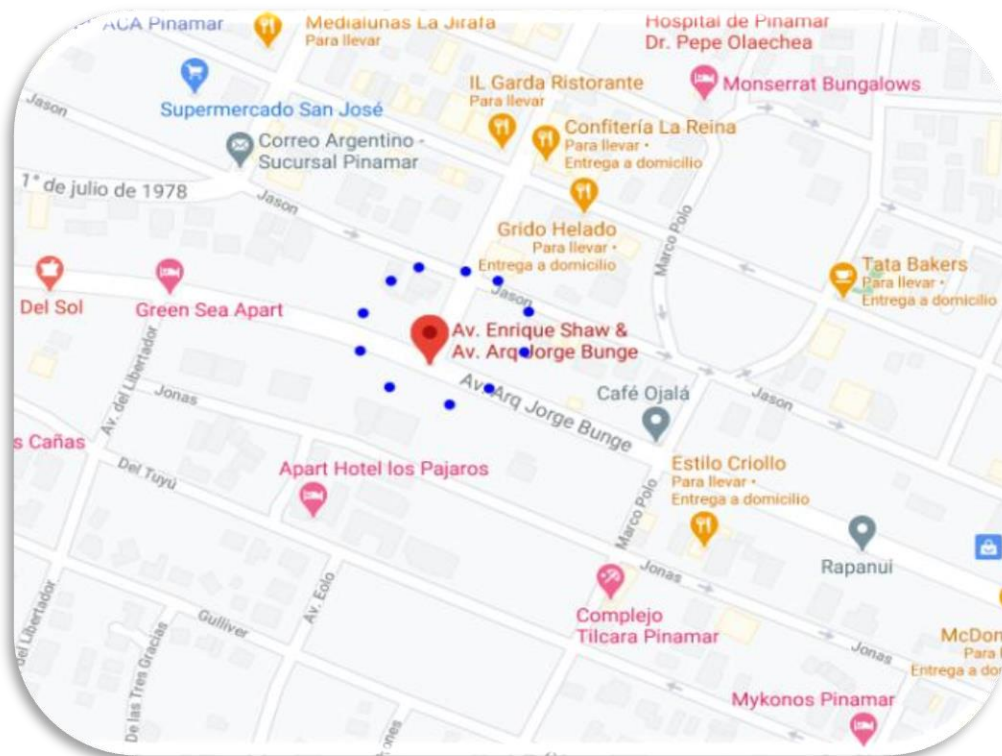 ACA Pinamar
Medialunas La Jirafa
Para llevar
Hospital de Pinamar
Dr. Pepe Olaechea
IL Garda Ristorante
Para llevar
Monserrat Bungalows
Supermercado San José
Jason
Confitería La Reina
Para llevar •
Entrega a domicilio
Correo Argentino -
Sucursal Pinamar
1° de julio de 1978
Jason
Grido Helado
Para llevar •
Entrega a domicilio
Marco Polo
Tata Bakers
Para llevar •
Entrega a domicilio
Del Sol
Green Sea Apart
Jason
Av. Enrique Shaw &
Av. Arq Jorge Bunge
Av. Arq Jorge Bunge
Café Ojalá
Jason
Jonas
Av. del Libertador
s Cañas
Del Tuyú
Apart Hotel los Pajaros
Estilo Criollo
Para llevar •
Entrega a domicilio
Marco Polo
Rapanui
Jonas
Av. Eolo
Complejo
Tilcara Pinamar
del Libertador
Gulliver
De las Tres Gracias
Jonas
McDon
Para l
Entrega a dor
Mykonos Pinamar
ones